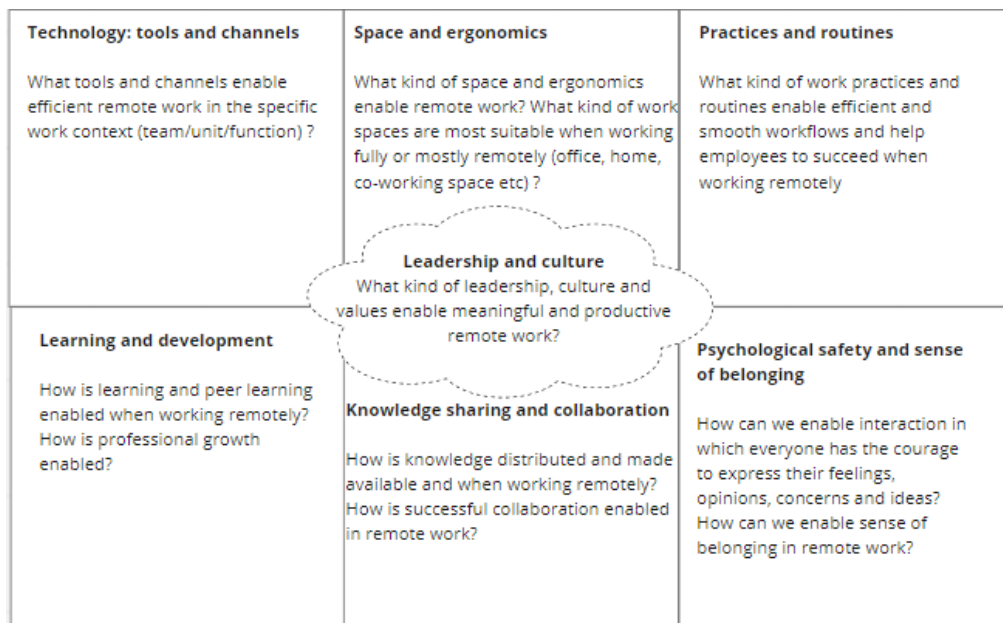 Technology: tools and channels
What tools and channels enable
efficient remote work in the specific
work context (team/unit/function) ?
Space and ergonomics
What kind of space and ergonomics
enable remote work? What kind of work
spaces are most suitable when working
fully or mostly remotely (office, home,
co-working space etc) ?
Practices and routines
What kind of work practices and
routines enable efficient and
smooth workflows and help
employees to succeed when
working remotely
Leadership and culture
What kind of leadership, culture and
values enable meaningful and productive
remote work?
Learning and development
How is learning and peer learning
enabled when working remotely?
How is professional growth
enabled?
Knowledge sharing and collaboration
How is knowledge distributed and made
available and when working remotely?
How is successful collaboration enabled
in remote work?
Psychological safety and sense
of belonging
How can we enable interaction in
which everyone has the courage
to express their feelings,
opinions, concerns and ideas?
How can we enable sense of
belonging in remote work?